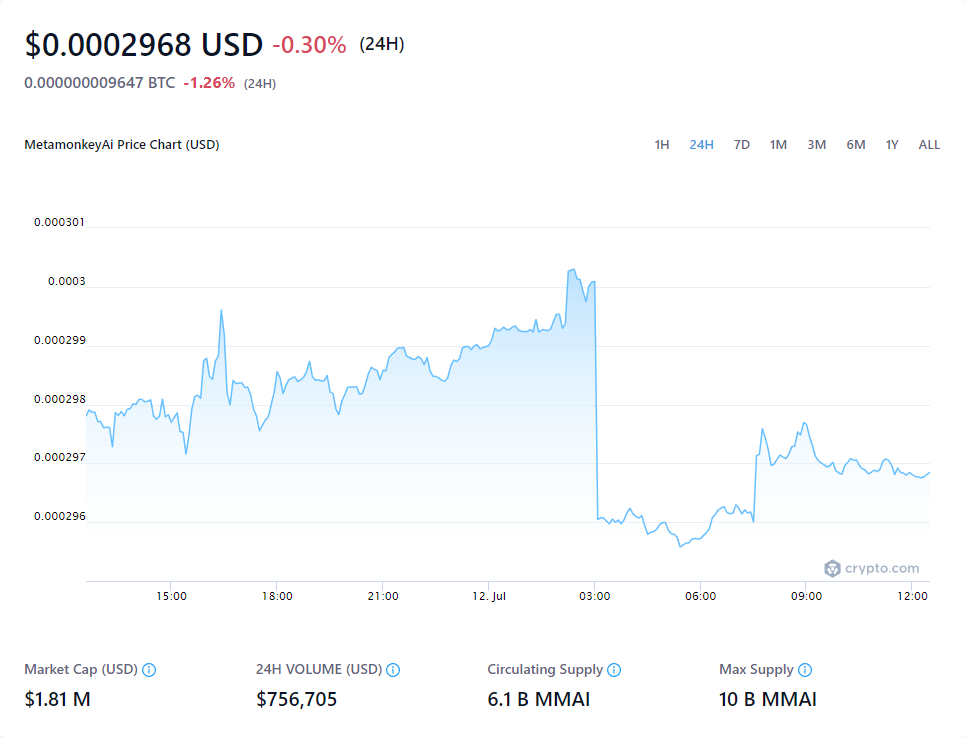 $0.0002968 USD -0.30% (24H)
0.000000009647 BTC -1.26% (24H)
MetamonkeyAi Price Chart (USD) 1H 24H 7D 1M 3M 6M 1Y ALL
0.000301
0.0003
0.000299
0.000298
0.000297
0.000296
crypto.com
15:00 18:00 21:00 12. Jul 03:00 06:00 09:00 12:00
Market Cap (USD) 24H VOLUME (USD) Circulating Supply Max Supply
$1.81 M $756,705 6.1 B MMAI 10 B MMAI